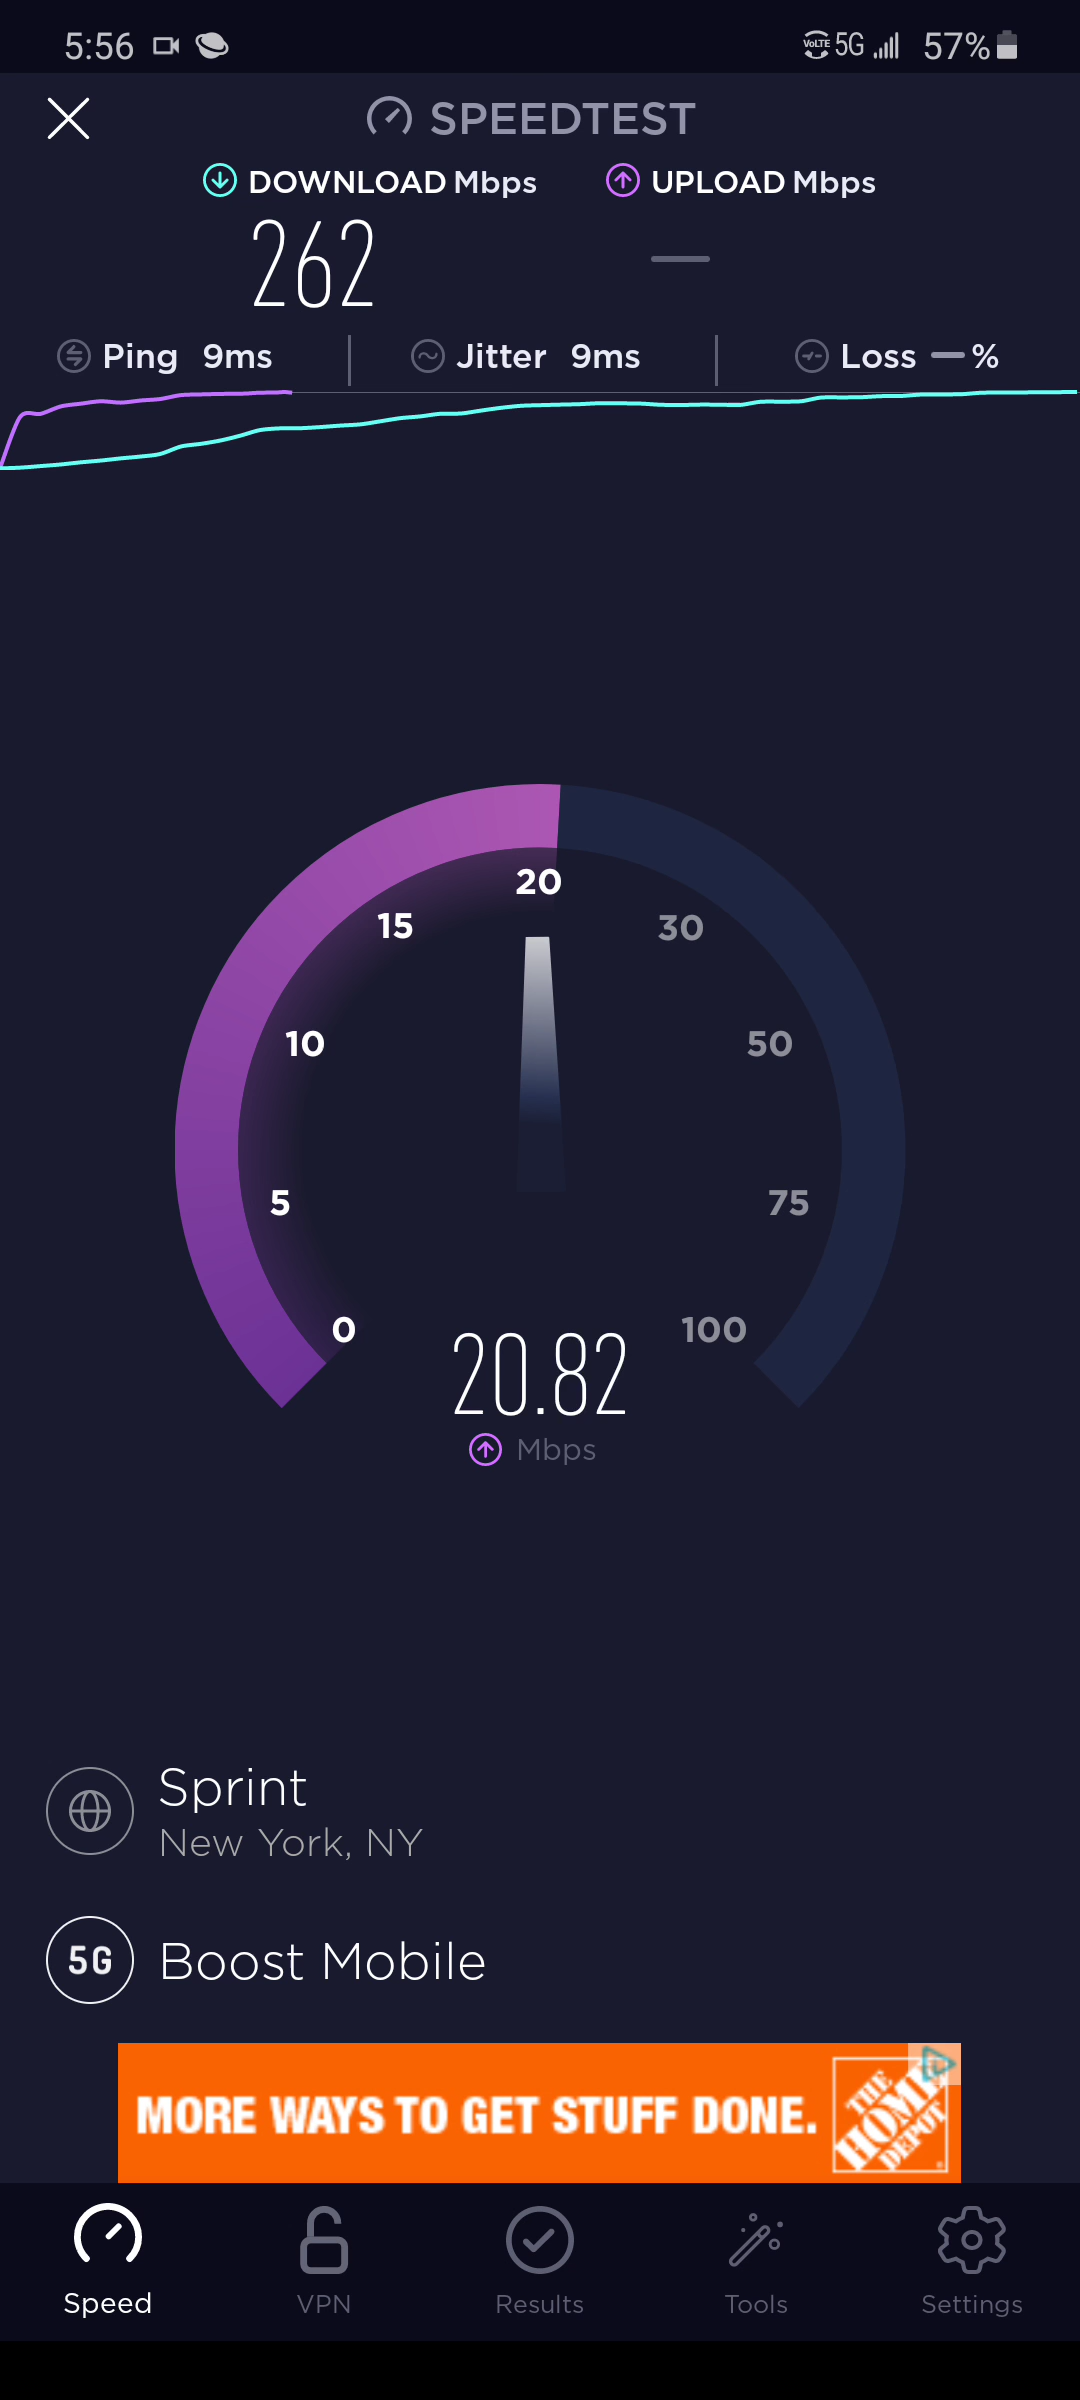 5:56 VoLTE 5G 57%
SPEEDTEST
DOWNLOAD Mbps UPLOAD Mbps
262 —
Ping 9ms Jitter 9ms Loss — %
20
15 30
10 50
5 75
0 100
20.82
Mbps
Sprint
New York, NY
5G Boost Mobile
MORE WAYS TO GET STUFF DONE.
THE
HOME
DEPOT
Speed VPN Results Tools Settings